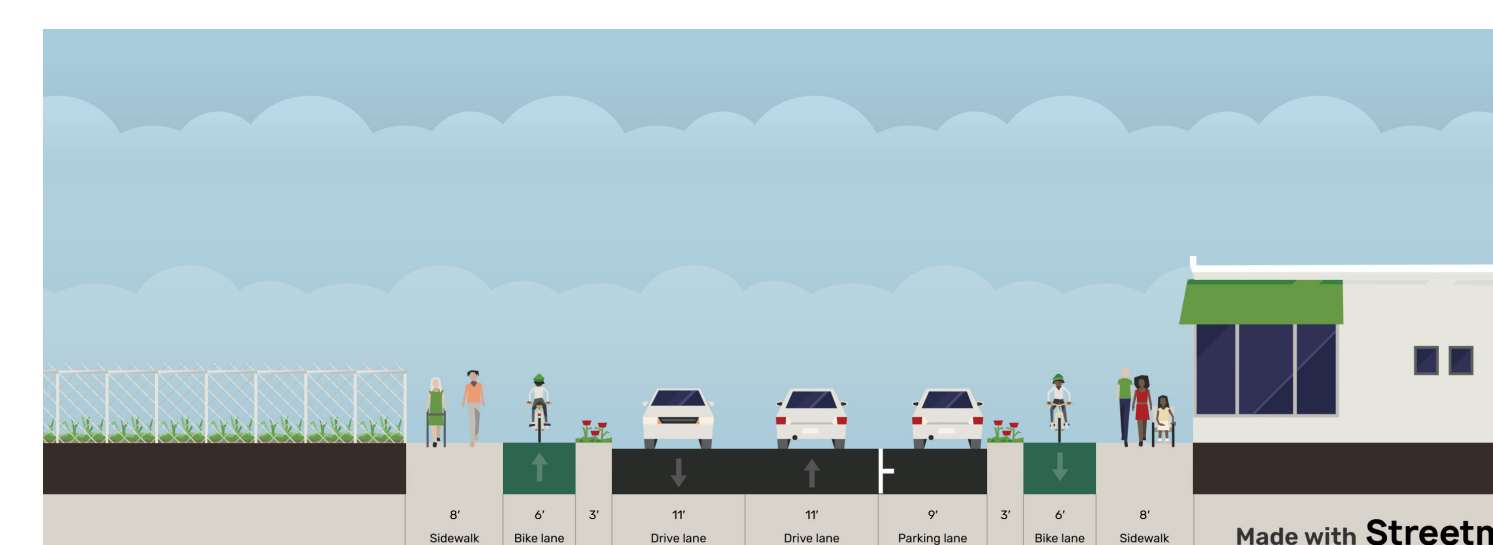 8′ 6′ 3′ 11′ 11′ 9′ 3′ 6′ 8′
Sidewalk Bike lane Drive lane Drive lane Parking lane Bike lane Sidewalk
Made with Streetm